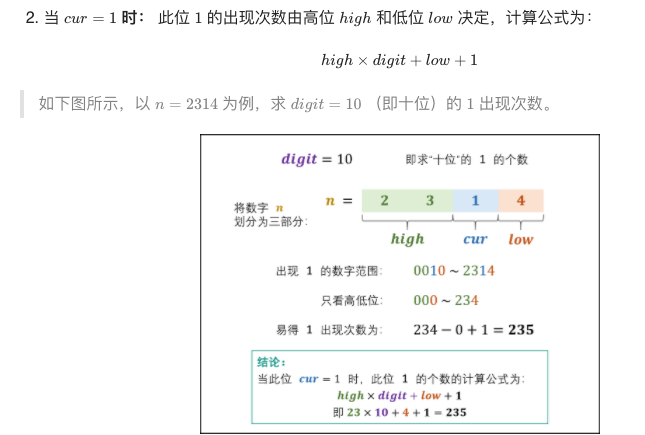 2. 当 cur = 1 时： 此位 1 的出现次数由高位 high 和低位 low 决定，计算公式为：
high × digit + low + 1
如下图所示，以 n = 2314 为例，求 digit = 10 （即十位）的 1 出现次数。
digit = 10 即求“十位”的 1 的个数
将数字 n
划分为三部分：
n = 2 3 1 4
high cur low
出现 1 的数字范围： 0010 ~ 2314
只看高低位： 000 ~ 234
易得 1 出现次数为： 234 − 0 + 1 = 235
结论：
当此位 cur = 1 时，此位 1 的个数的计算公式为：
high × digit + low + 1
即 23 × 10 + 4 + 1 = 235